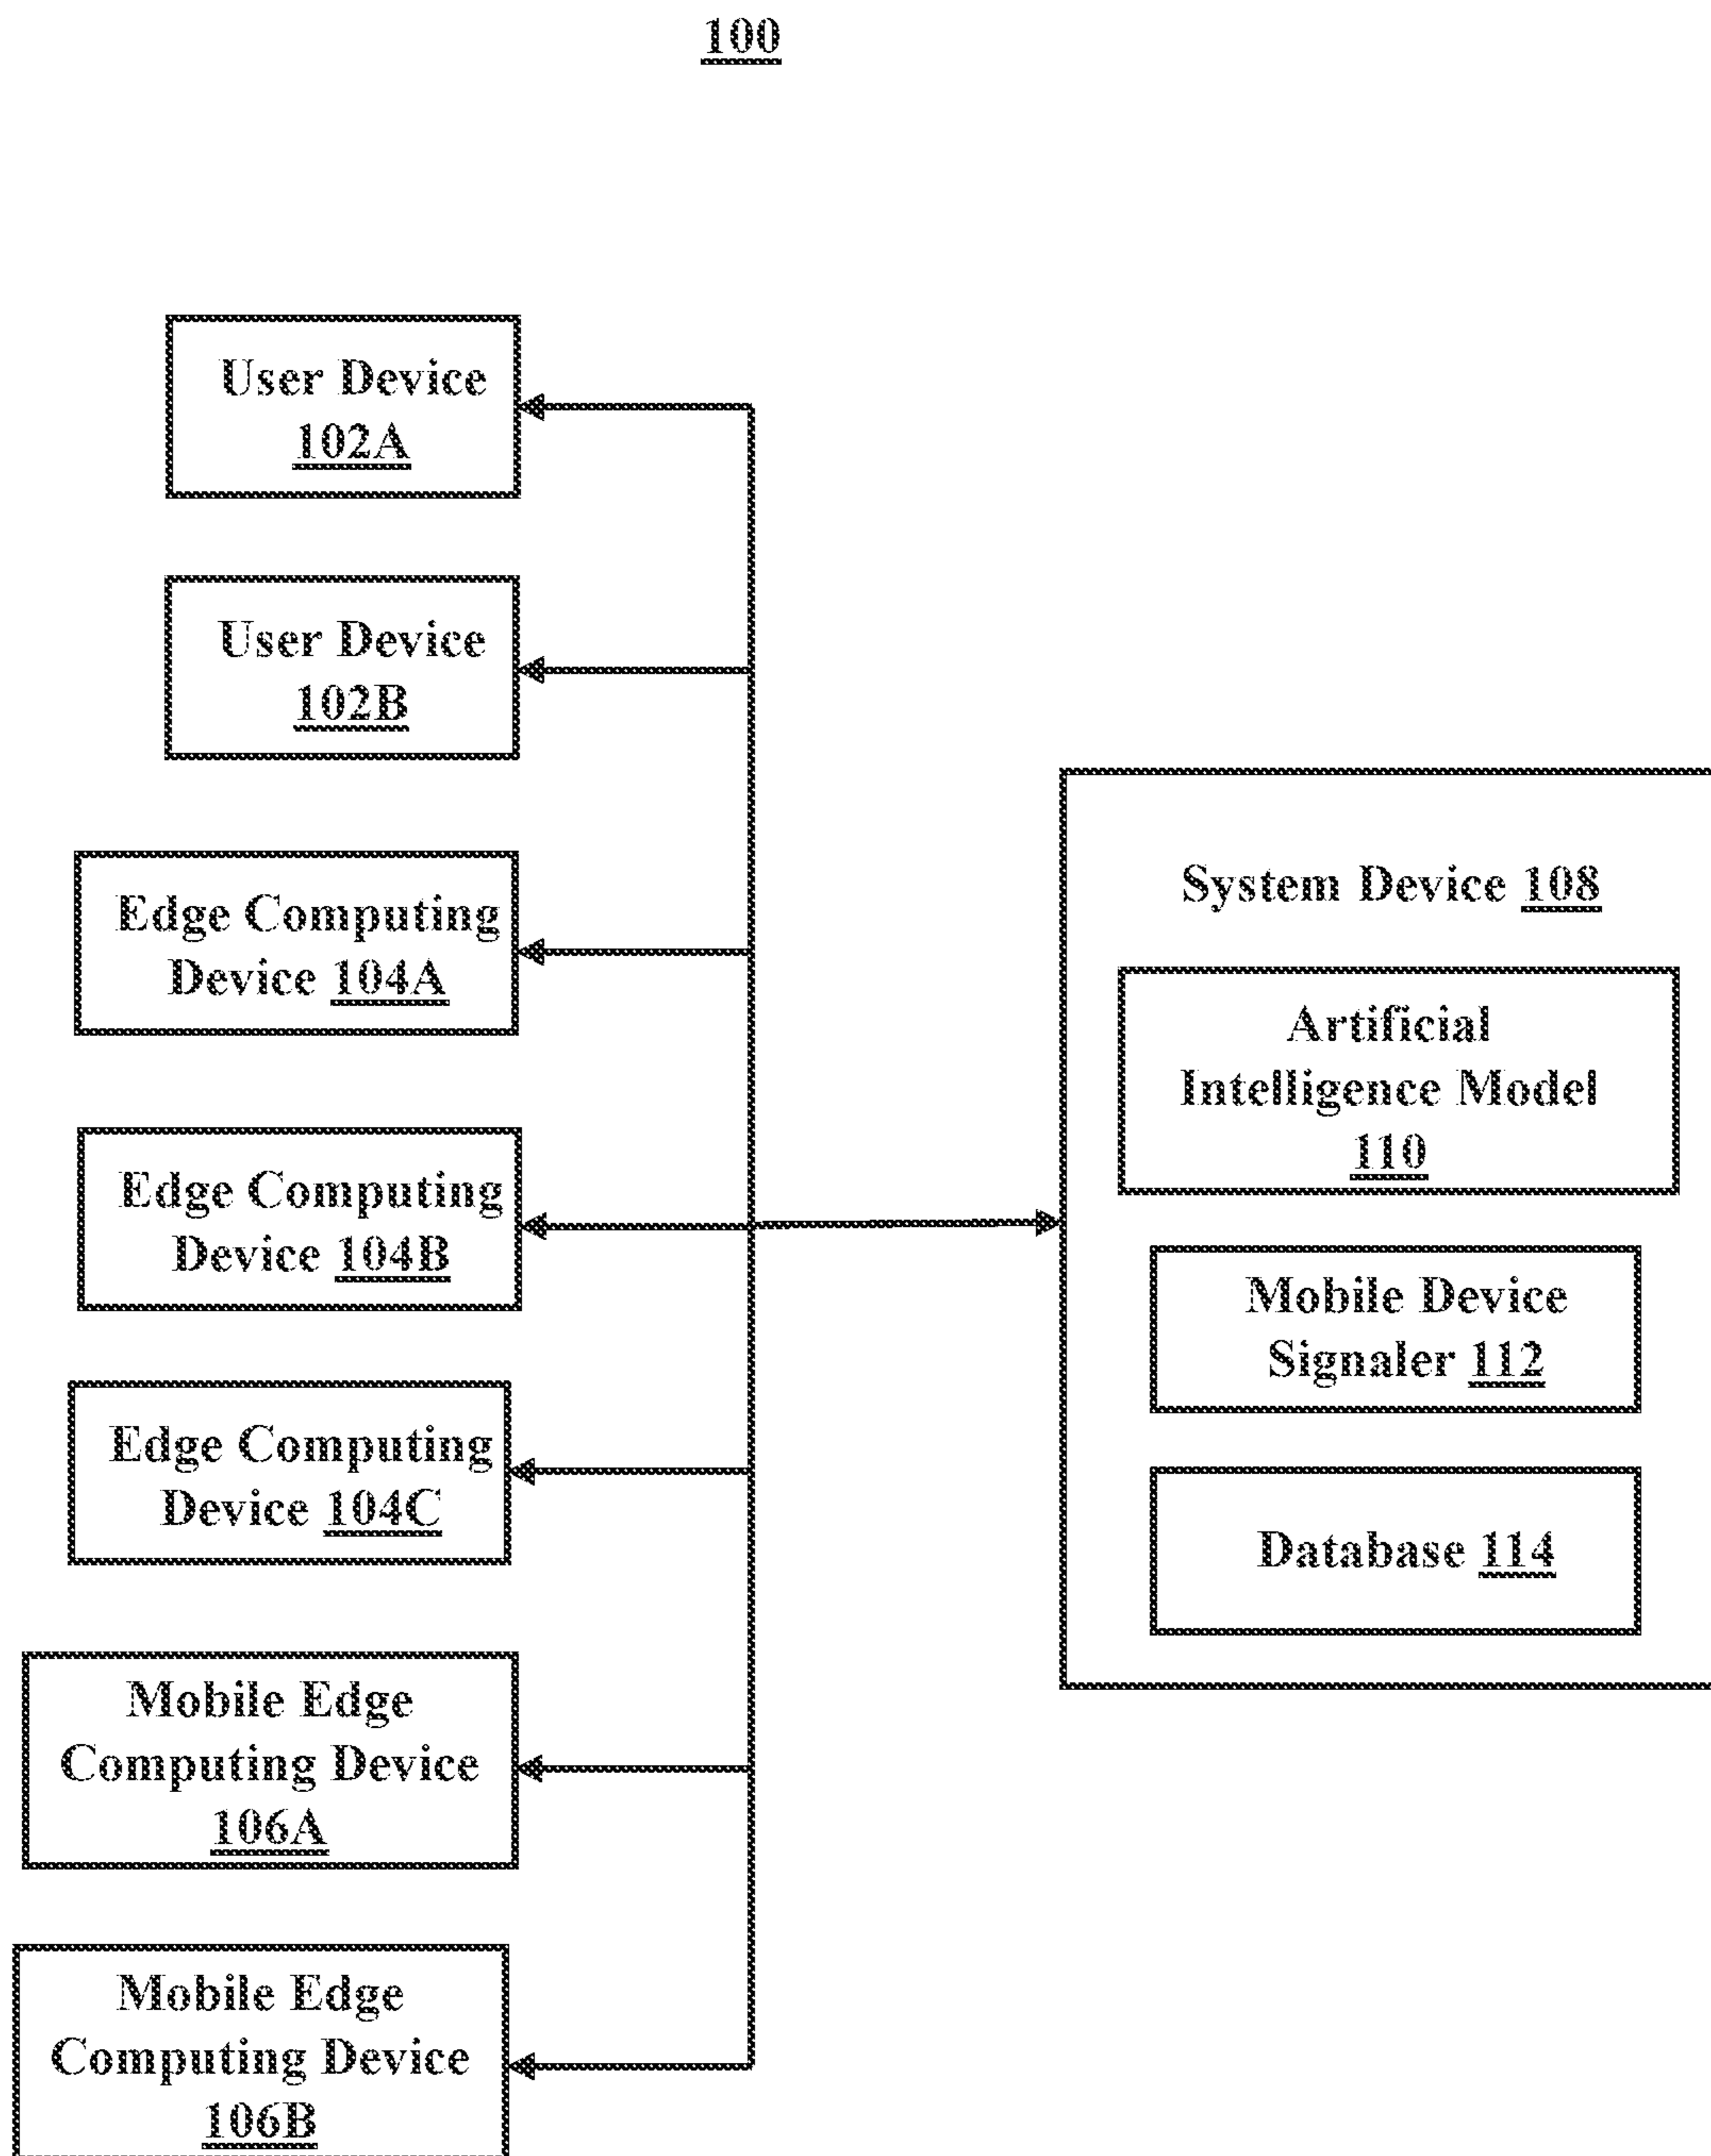 100
User Device
102A
User Device
102B
Edge Computing
Device 104A
Edge Computing
Device 104B
Edge Computing
Device 104C
Mobile Edge
Computing Device
106A
Mobile Edge
Computing Device
106B
System Device 108
Artificial
Intelligence Model
110
Mobile Device
Signaler 112
Database 114